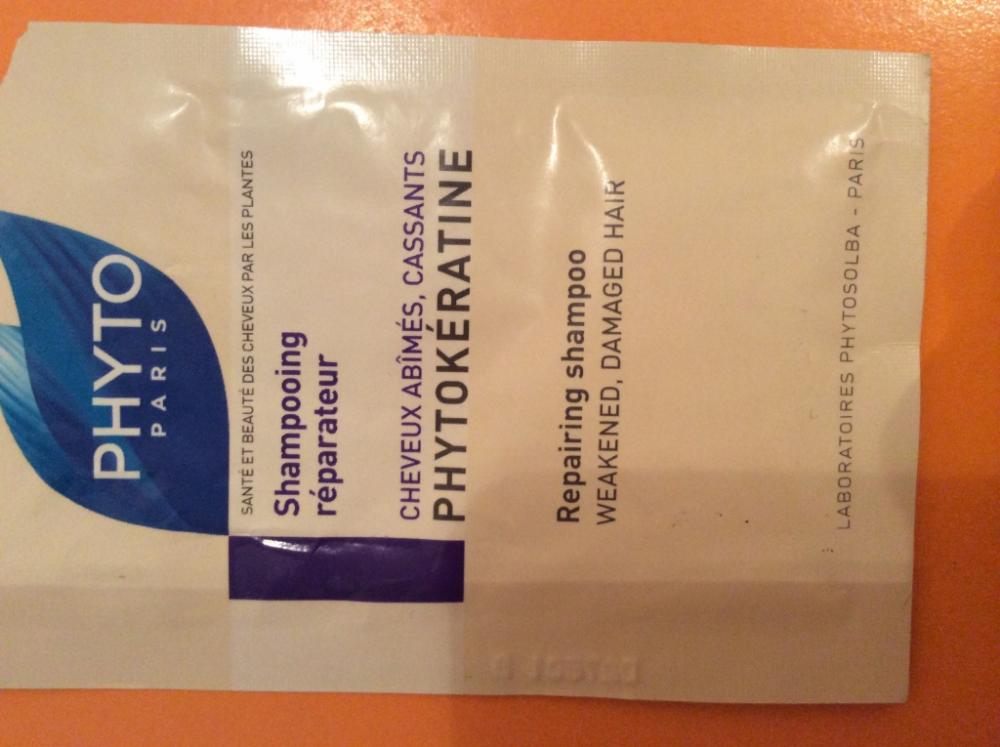 PHYTO
PARIS
SANTÉ ET BEAUTÉ DES CHEVEUX PAR LES PLANTES
Shampooing
réparateur
CHEVEUX ABÎMÉS, CASSANTS
PHYTOKÉRATINE
Repairing shampoo
WEAKENED, DAMAGED HAIR
LABORATOIRES PHYTOSOLBA - PARIS